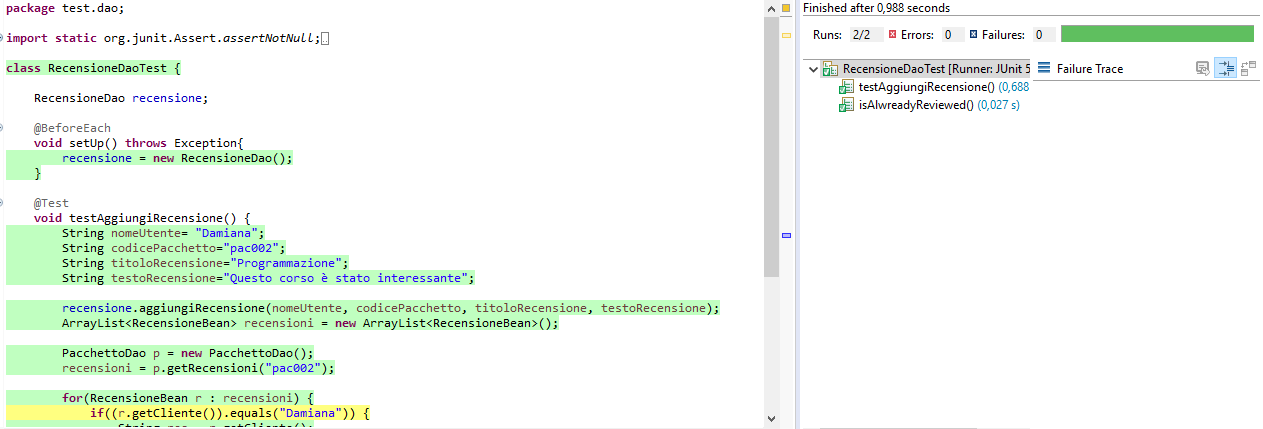 package test.dao;
import static org.junit.Assert.assertNotNull;
class RecensioneDaoTest {
RecensioneDao recensione;
@BeforeEach
void setUp() throws Exception{
recensione = new RecensioneDao();
}
@Test
void testAggiungiRecensione() {
String nomeUtente= "Damiana";
String codicePacchetto="pac002";
String titoloRecensione="Programmazione";
String testoRecensione="Questo corso è stato interessante";
recensione.aggiungiRecensione(nomeUtente, codicePacchetto, titoloRecensione, testoRecensione);
ArrayList<RecensioneBean> recensioni = new ArrayList<RecensioneBean>();
PacchettoDao p = new PacchettoDao();
recensioni = p.getRecensioni("pac002");
for(RecensioneBean r : recensioni) {
if((r.getCliente()).equals("Damiana")) {
Finished after 0,988 seconds
Runs: 2/2 Errors: 0 Failures: 0
RecensioneDaoTest [Runner: JUnit 5
testAggiungiRecensione() (0,688
isAlwreadyReviewed() (0,027 s)
Failure Trace